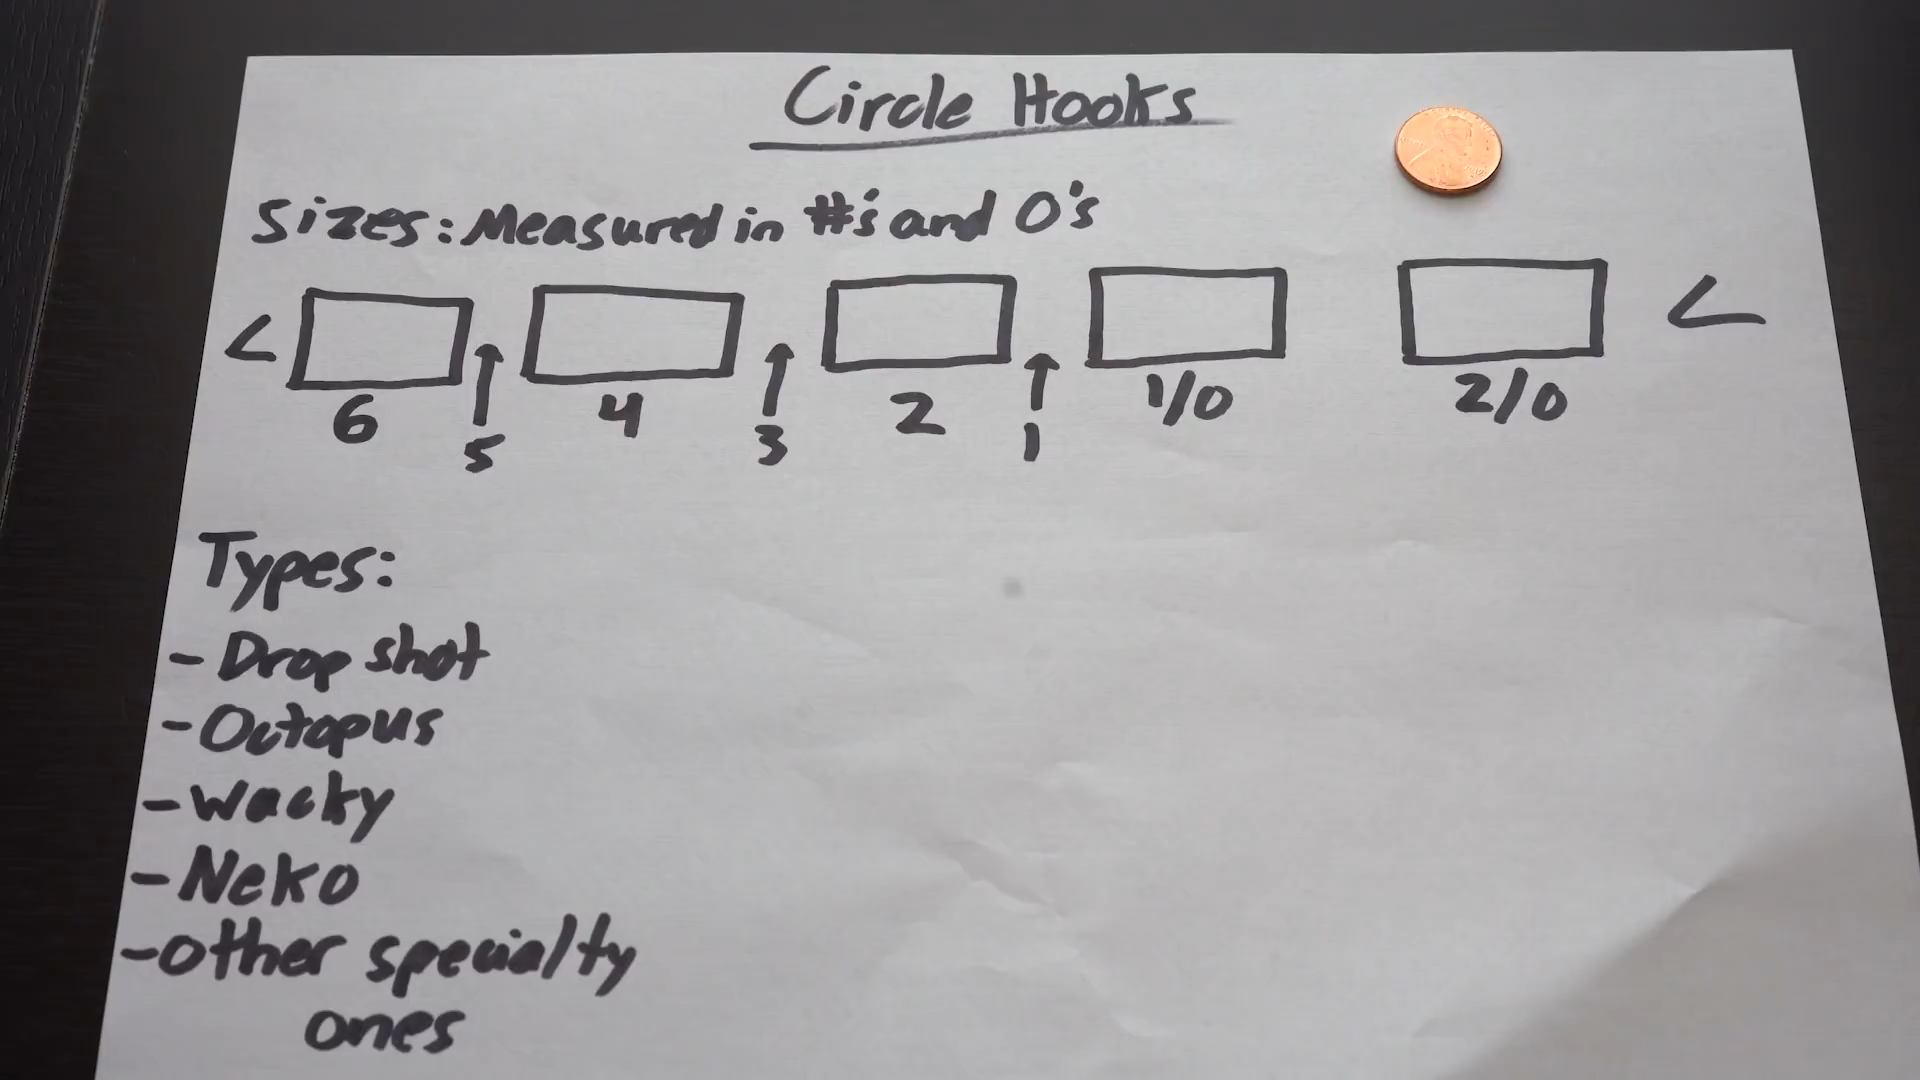 Circle Hooks
Sizes: Measured in #'s and O's
< <
6 4 2 1/0 2/0
5 3 1
Types:
- Drop shot
- Octopus
- Wacky
- Neko
- other specialty
ones